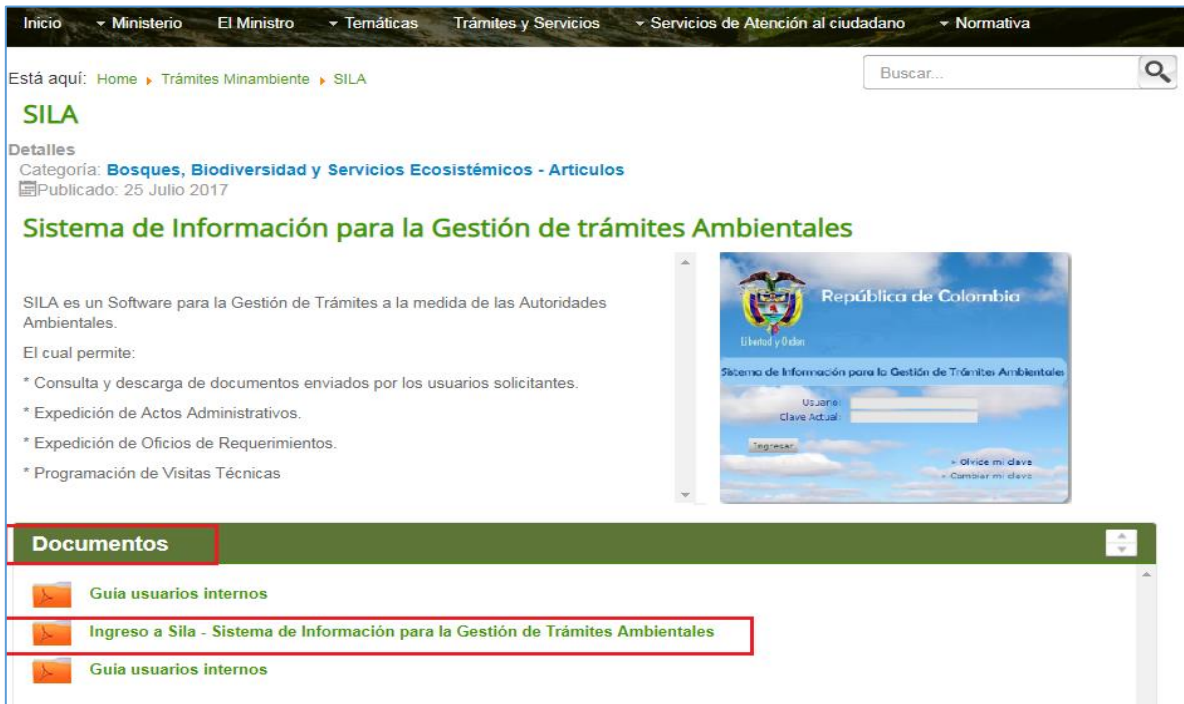 Inicio Ministerio El Ministro Temáticas Trámites y Servicios Servicios de Atención al ciudadano Normativa
Está aquí: Home Trámites Minambiente SILA
Buscar...
SILA
Detalles
Categoría: Bosques, Biodiversidad y Servicios Ecosistémicos - Articulos
Publicado: 25 Julio 2017
Sistema de Información para la Gestión de trámites Ambientales
SILA es un Software para la Gestión de Trámites a la medida de las Autoridades
Ambientales.
El cual permite:
* Consulta y descarga de documentos enviados por los usuarios solicitantes.
* Expedición de Actos Administrativos.
* Expedición de Oficios de Requerimientos.
* Programación de Visitas Técnicas
República de Colombia
Libertad y Orden
Sistema de Información para la Gestión de Trámites Ambientales
Usuario:
Clave Actual:
Ingresar
» Olvide mi clave
» Cambiar mi clave
Documentos
Guia usuarios internos
Ingreso a Sila - Sistema de Información para la Gestión de Trámites Ambientales
Guia usuarios internos